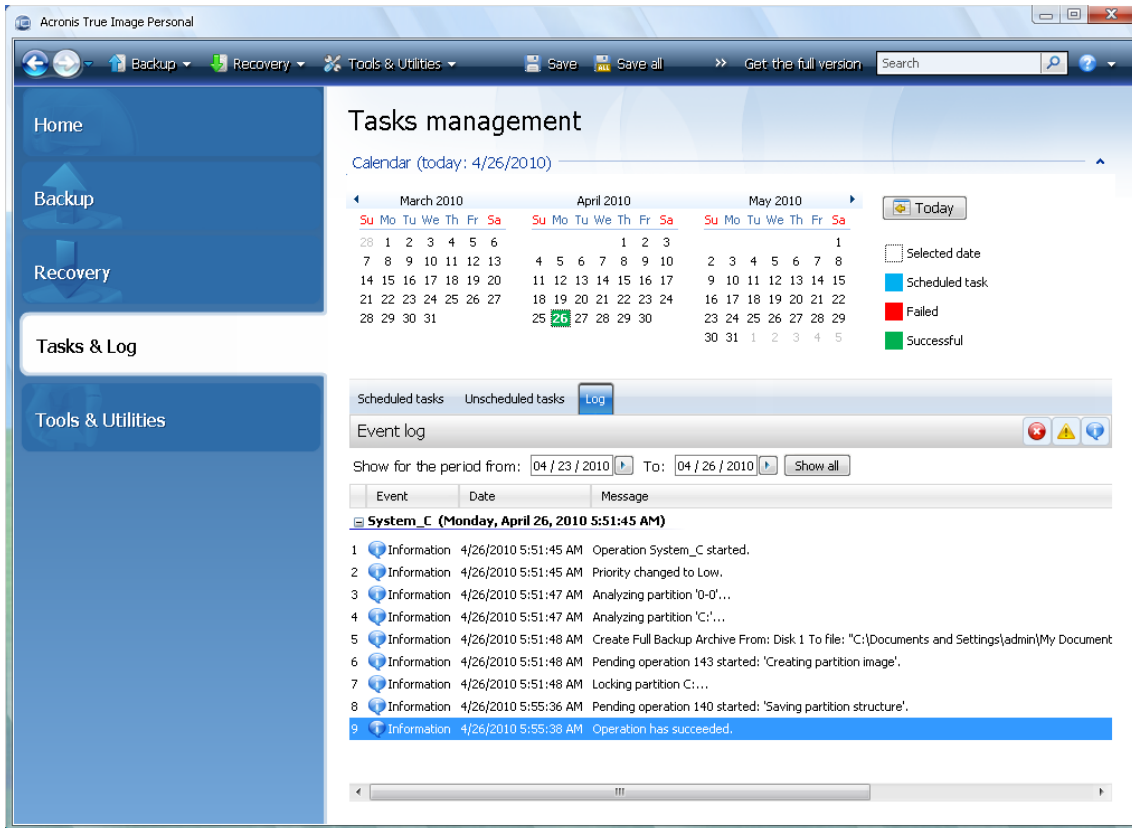 Acronis True Image Personal
Backup Recovery Tools & Utilities Save Save all >> Get the full version Search
Home
Backup
Recovery
Tasks & Log
Tools & Utilities
Tasks management
Calendar (today: 4/26/2010)
March 2010 April 2010 May 2010
Su Mo Tu We Th Fr Sa Su Mo Tu We Th Fr Sa Su Mo Tu We Th Fr Sa
28 1 2 3 4 5 6 1 2 3 1
7 8 9 10 11 12 13 4 5 6 7 8 9 10 2 3 4 5 6 7 8
14 15 16 17 18 19 20 11 12 13 14 15 16 17 9 10 11 12 13 14 15
21 22 23 24 25 26 27 18 19 20 21 22 23 24 16 17 18 19 20 21 22
28 29 30 31 25 26 27 28 29 30 23 24 25 26 27 28 29
30 31 1 2 3 4 5
Today
Selected date
Scheduled task
Failed
Successful
Scheduled tasks Unscheduled tasks Log
Event log
Show for the period from: 04 / 23 / 2010 To: 04 / 26 / 2010 Show all
Event Date Message
System_C (Monday, April 26, 2010 5:51:45 AM)
1 Information 4/26/2010 5:51:45 AM Operation System_C started.
2 Information 4/26/2010 5:51:45 AM Priority changed to Low.
3 Information 4/26/2010 5:51:47 AM Analyzing partition '0-0'...
4 Information 4/26/2010 5:51:47 AM Analyzing partition 'C:'...
5 Information 4/26/2010 5:51:48 AM Create Full Backup Archive From: Disk 1 To file: "C:\Documents and Settings\admin\My Document
6 Information 4/26/2010 5:51:48 AM Pending operation 143 started: 'Creating partition image'.
7 Information 4/26/2010 5:51:48 AM Locking partition C:...
8 Information 4/26/2010 5:55:36 AM Pending operation 140 started: 'Saving partition structure'.
9 Information 4/26/2010 5:55:38 AM Operation has succeeded.